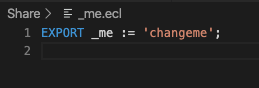 Share > _me.ecl
1 EXPORT _me := 'changeme';
2